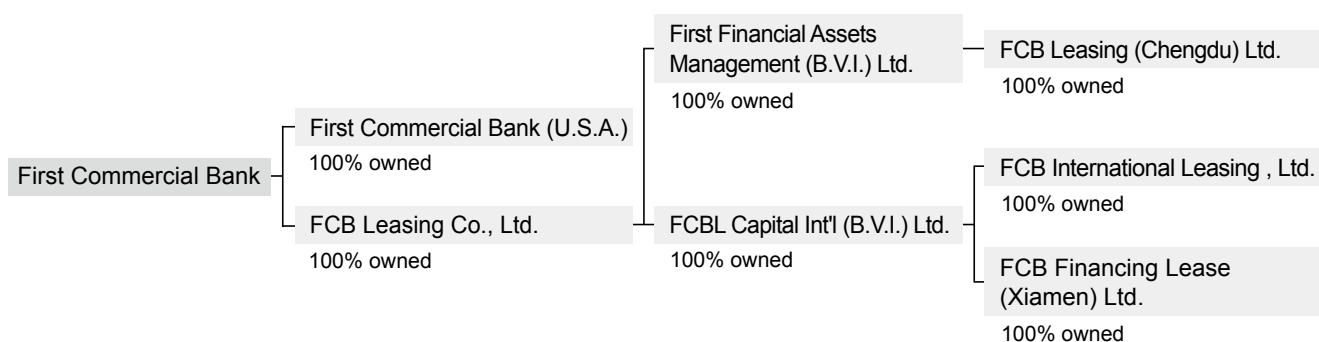 First Commercial Bank
First Commercial Bank (U.S.A.)
100% owned
FCB Leasing Co., Ltd.
100% owned
First Financial Assets
Management (B.V.I.) Ltd.
100% owned
FCBL Capital Int'l (B.V.I.) Ltd.
100% owned
FCB Leasing (Chengdu) Ltd.
100% owned
FCB International Leasing , Ltd.
100% owned
FCB Financing Lease
(Xiamen) Ltd.
100% owned